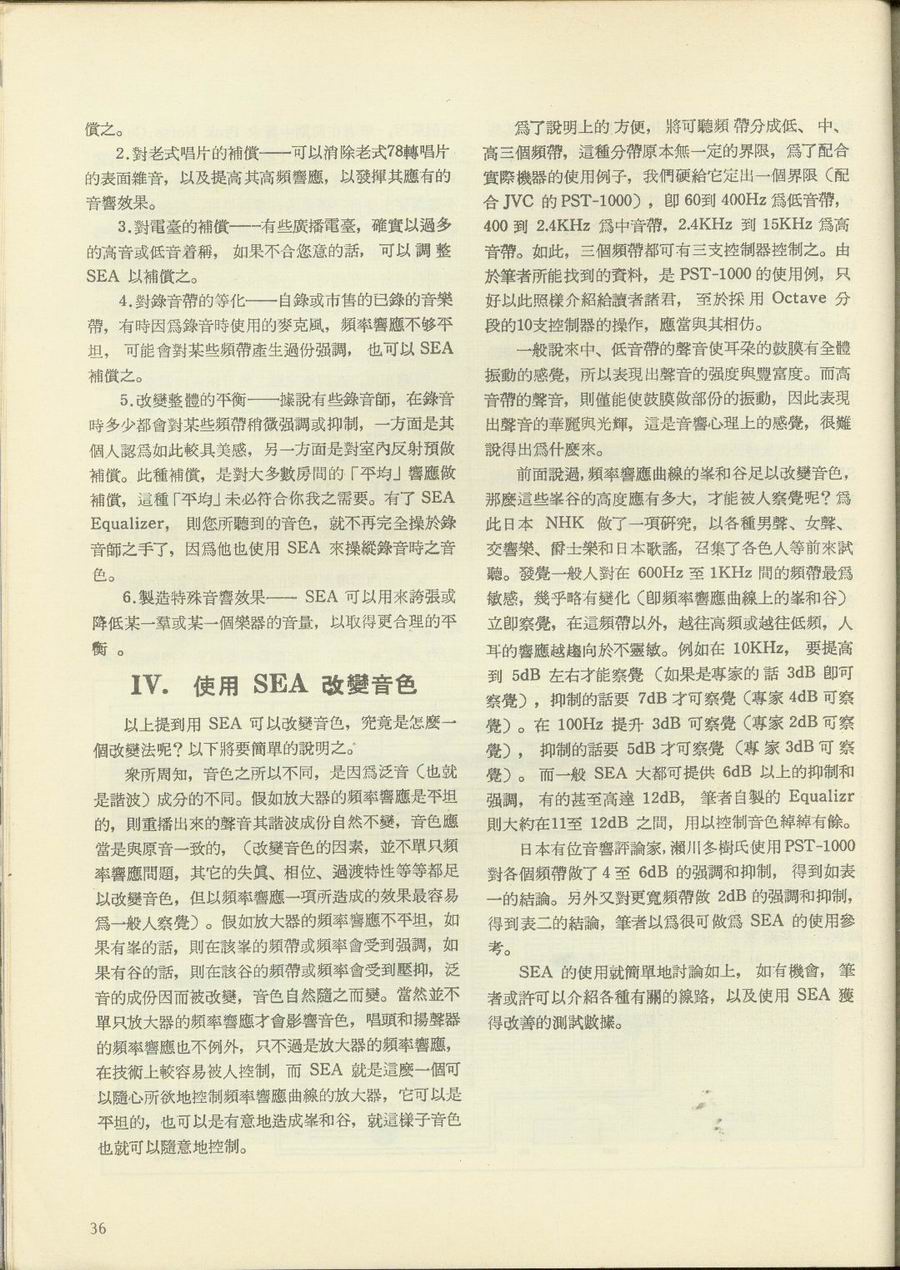 償之。
2.對老式唱片的補償——可以消除老式78轉唱片
的表面雜音，以及提高其高頻響應，以發揮其應有的
音響效果。
3.對電臺的補償——有些廣播電臺，確實以過多
的高音或低音着稱，如果不合您意的話，可以調整
SEA 以補償之。
4.對錄音帶的等化——自錄或市售的已錄的音樂
帶，有時因爲錄音時使用的麥克風，頻率響應不够平
坦，可能會對某些頻帶產生過份强調，也可以 SEA
補償之。
5.改變整體的平衡——據說有些錄音師，在錄音
時多少都會對某些頻帶稍微强調或抑制，一方面是其
個人認爲如此較具美感，另一方面是對室內反射預做
補償。此種補償，是對大多數房間的「平均」響應做
補償，這種「平均」未必符合你我之需要。有了 SEA
Equalizer，則您所聽到的音色，就不再完全操於錄
音師之手了，因爲他也使用 SEA 來操縱錄音時之音
色。
6.製造特殊音響效果—— SEA 可以用來誇張或
降低某一羣或某一個樂器的音量，以取得更合理的平
衡 。
IV. 使用 SEA 改變音色
以上提到用 SEA 可以改變音色，究竟是怎麽一
個改變法呢？以下將要簡單的說明之。
衆所周知，音色之所以不同，是因爲泛音（也就
是諧波）成分的不同。假如放大器的頻率響應是平坦
的，則重播出來的聲音其諧波成份自然不變，音色應
當是與原音一致的，（改變音色的因素，並不單只頻
率響應問題，其它的失眞、相位、過渡特性等等都足
以改變音色，但以頻率響應一項所造成的效果最容易
爲一般人察覺）。假如放大器的頻率響應不平坦，如
果有峯的話，則在該峯的頻帶或頻率會受到强調，如
果有谷的話，則在該谷的頻帶或頻率會受到壓抑，泛
音的成份因而被改變，音色自然隨之而變。當然並不
單只放大器的頻率響應才會影響音色，唱頭和揚聲器
的頻率響應也不例外，只不過是放大器的頻率響應，
在技術上較容易被人控制，而 SEA 就是這麽一個可
以隨心所欲地控制頻率響應曲線的放大器，它可以是
平坦的，也可以是有意地造成峯和谷，就這樣子音色
也就可以隨意地控制。
爲了說明上的方便，將可聽頻帶分成低、中、
高三個頻帶，這種分帶原本無一定的界限，爲了配合
實際機器的使用例子，我們硬給它定出一個界限（配
合 JVC 的 PST-1000），卽 60到 400Hz 爲低音帶，
400 到 2.4KHz 爲中音帶，2.4KHz 到 15KHz 爲高
音帶。如此，三個頻帶都可有三支控制器控制之。由
於筆者所能找到的資料，是 PST-1000 的使用例，只
好以此照樣介紹給讀者諸君，至於採用 Octave 分
段的10支控制器的操作，應當與其相仿。
一般說來中、低音帶的聲音使耳朶的鼓膜有全體
振動的感覺，所以表現出聲音的强度與豐富度。而高
音帶的聲音，則僅能使鼓膜做部份的振動，因此表現
出聲音的華麗與光輝，這是音響心理上的感覺，很難
說得出爲什麽來。
前面說過，頻率響應曲線的峯和谷足以改變音色，
那麽這些峯谷的高度應有多大，才能被人察覺呢？爲
此日本 NHK 做了一項研究，以各種男聲、女聲、
交響樂、爵士樂和日本歌謠，召集了各色人等前來試
聽。發覺一般人對在 600Hz 至 1KHz 間的頻帶最爲
敏感，幾乎略有變化（卽頻率響應曲線上的峯和谷）
立卽察覺，在這頻帶以外，越往高頻或越往低頻，人
耳的響應越趨向於不靈敏。例如在 10KHz，要提高
到 5dB 左右才能察覺（如果是專家的話 3dB 卽可
察覺），抑制的話要 7dB 才可察覺（專家 4dB 可察
覺）。在 100Hz 提升 3dB 可察覺（專家 2dB 可察
覺），抑制的話要 5dB 才可察覺（專家 3dB 可察
覺）。而一般 SEA 大都可提供 6dB 以上的抑制和
强調，有的甚至高達 12dB，筆者自製的 Equalizr
則大約在11至 12dB 之間，用以控制音色綽綽有餘。
日本有位音響評論家，瀨川冬樹氏使用 PST-1000
對各個頻帶做了 4 至 6dB 的强調和抑制，得到如表
一的結論。另外又對更寬頻帶做 2dB 的强調和抑制，
得到表二的結論，筆者以爲很可做爲 SEA 的使用參
考。
SEA 的使用就簡單地討論如上，如有機會，筆
者或許可以介紹各種有關的線路，以及使用 SEA 獲
得改善的測試數據。
36